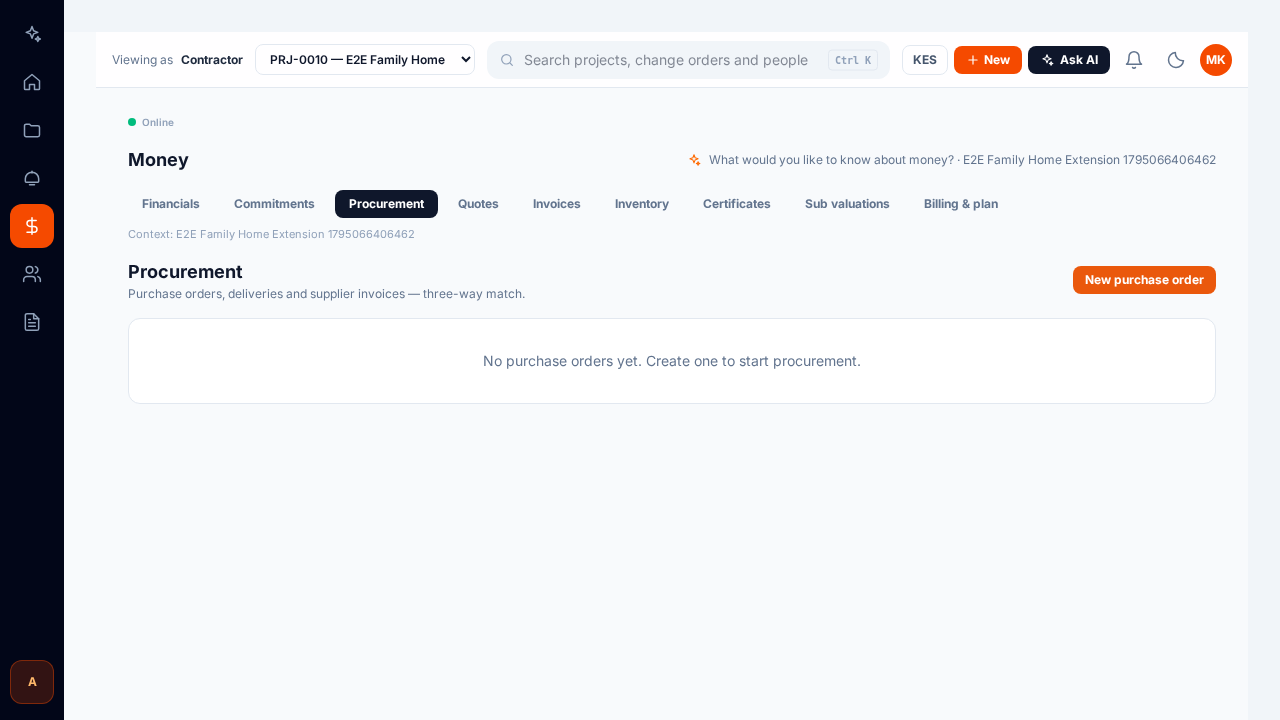 Viewing as Contractor PRJ-0010 — E2E Family Home Search projects, change orders and people Ctrl K KES + New Ask AI MK
Online
Money What would you like to know about money? · E2E Family Home Extension 1795066406462
Financials Commitments Procurement Quotes Invoices Inventory Certificates Sub valuations Billing & plan
Context: E2E Family Home Extension 1795066406462
Procurement
New purchase order
Purchase orders, deliveries and supplier invoices — three-way match.
No purchase orders yet. Create one to start procurement.
A